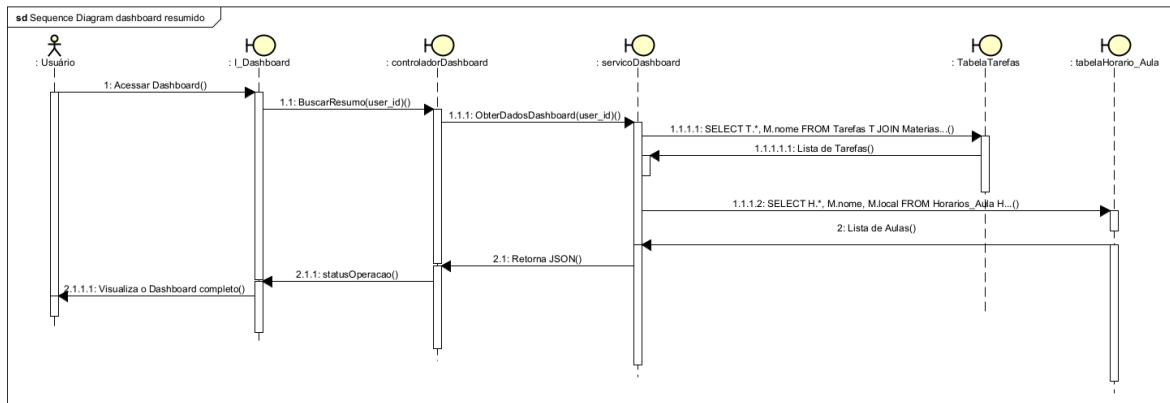 sd Sequence Diagram dashboard resumido
: Usuário
: I_Dashboard
: controladorDashboard
: servicoDashboard
: TabelaTarefas
: tabelaHorario_Aula
1: Acessar Dashboard()
1.1: BuscarResumo(user_id)()
1.1.1: ObterDadosDashboard(user_id)()
1.1.1.1: SELECT T.*, M.nome FROM Tarefas T JOIN Materias...()
1.1.1.1.1: Lista de Tarefas()
1.1.1.2: SELECT H.*, M.nome, M.local FROM Horarios_Aula H...()
2: Lista de Aulas()
2.1: Retorna JSON()
2.1.1: statusOperacao()
2.1.1.1: Visualiza o Dashboard completo()